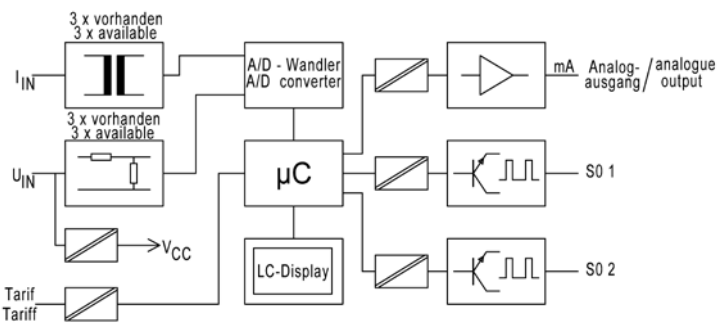 3 x vorhanden
3 x available
I_IN
A/D - Wandler
A/D converter
mA Analog-/analogue
ausgang output
3 x vorhanden
3 x available
U_IN
µC
S0 1
V_CC
LC-Display
S0 2
Tarif
Tariff